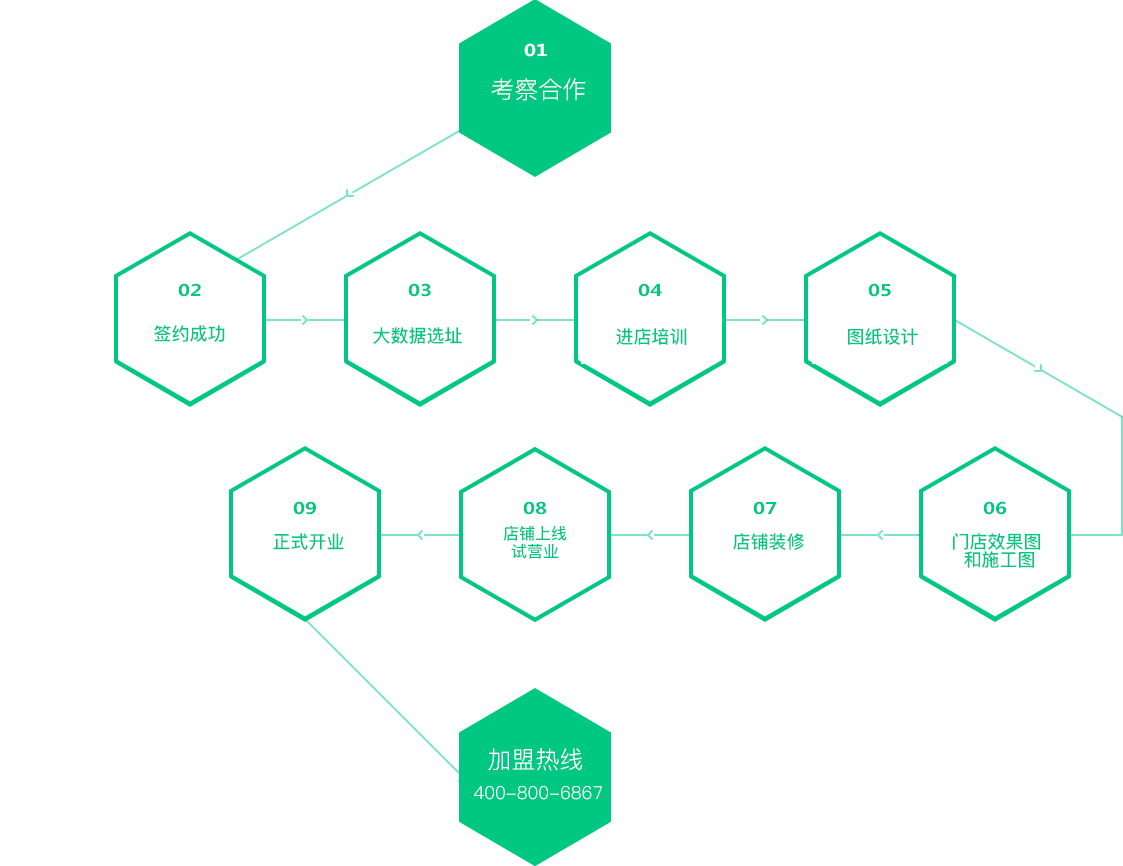 01
考察合作
02
签约成功
03
大数据选址
04
进店培训
05
图纸设计
09
正式开业
08
店铺上线
试营业
07
店铺装修
06
门店效果图
和施工图
加盟热线
400-800-6867